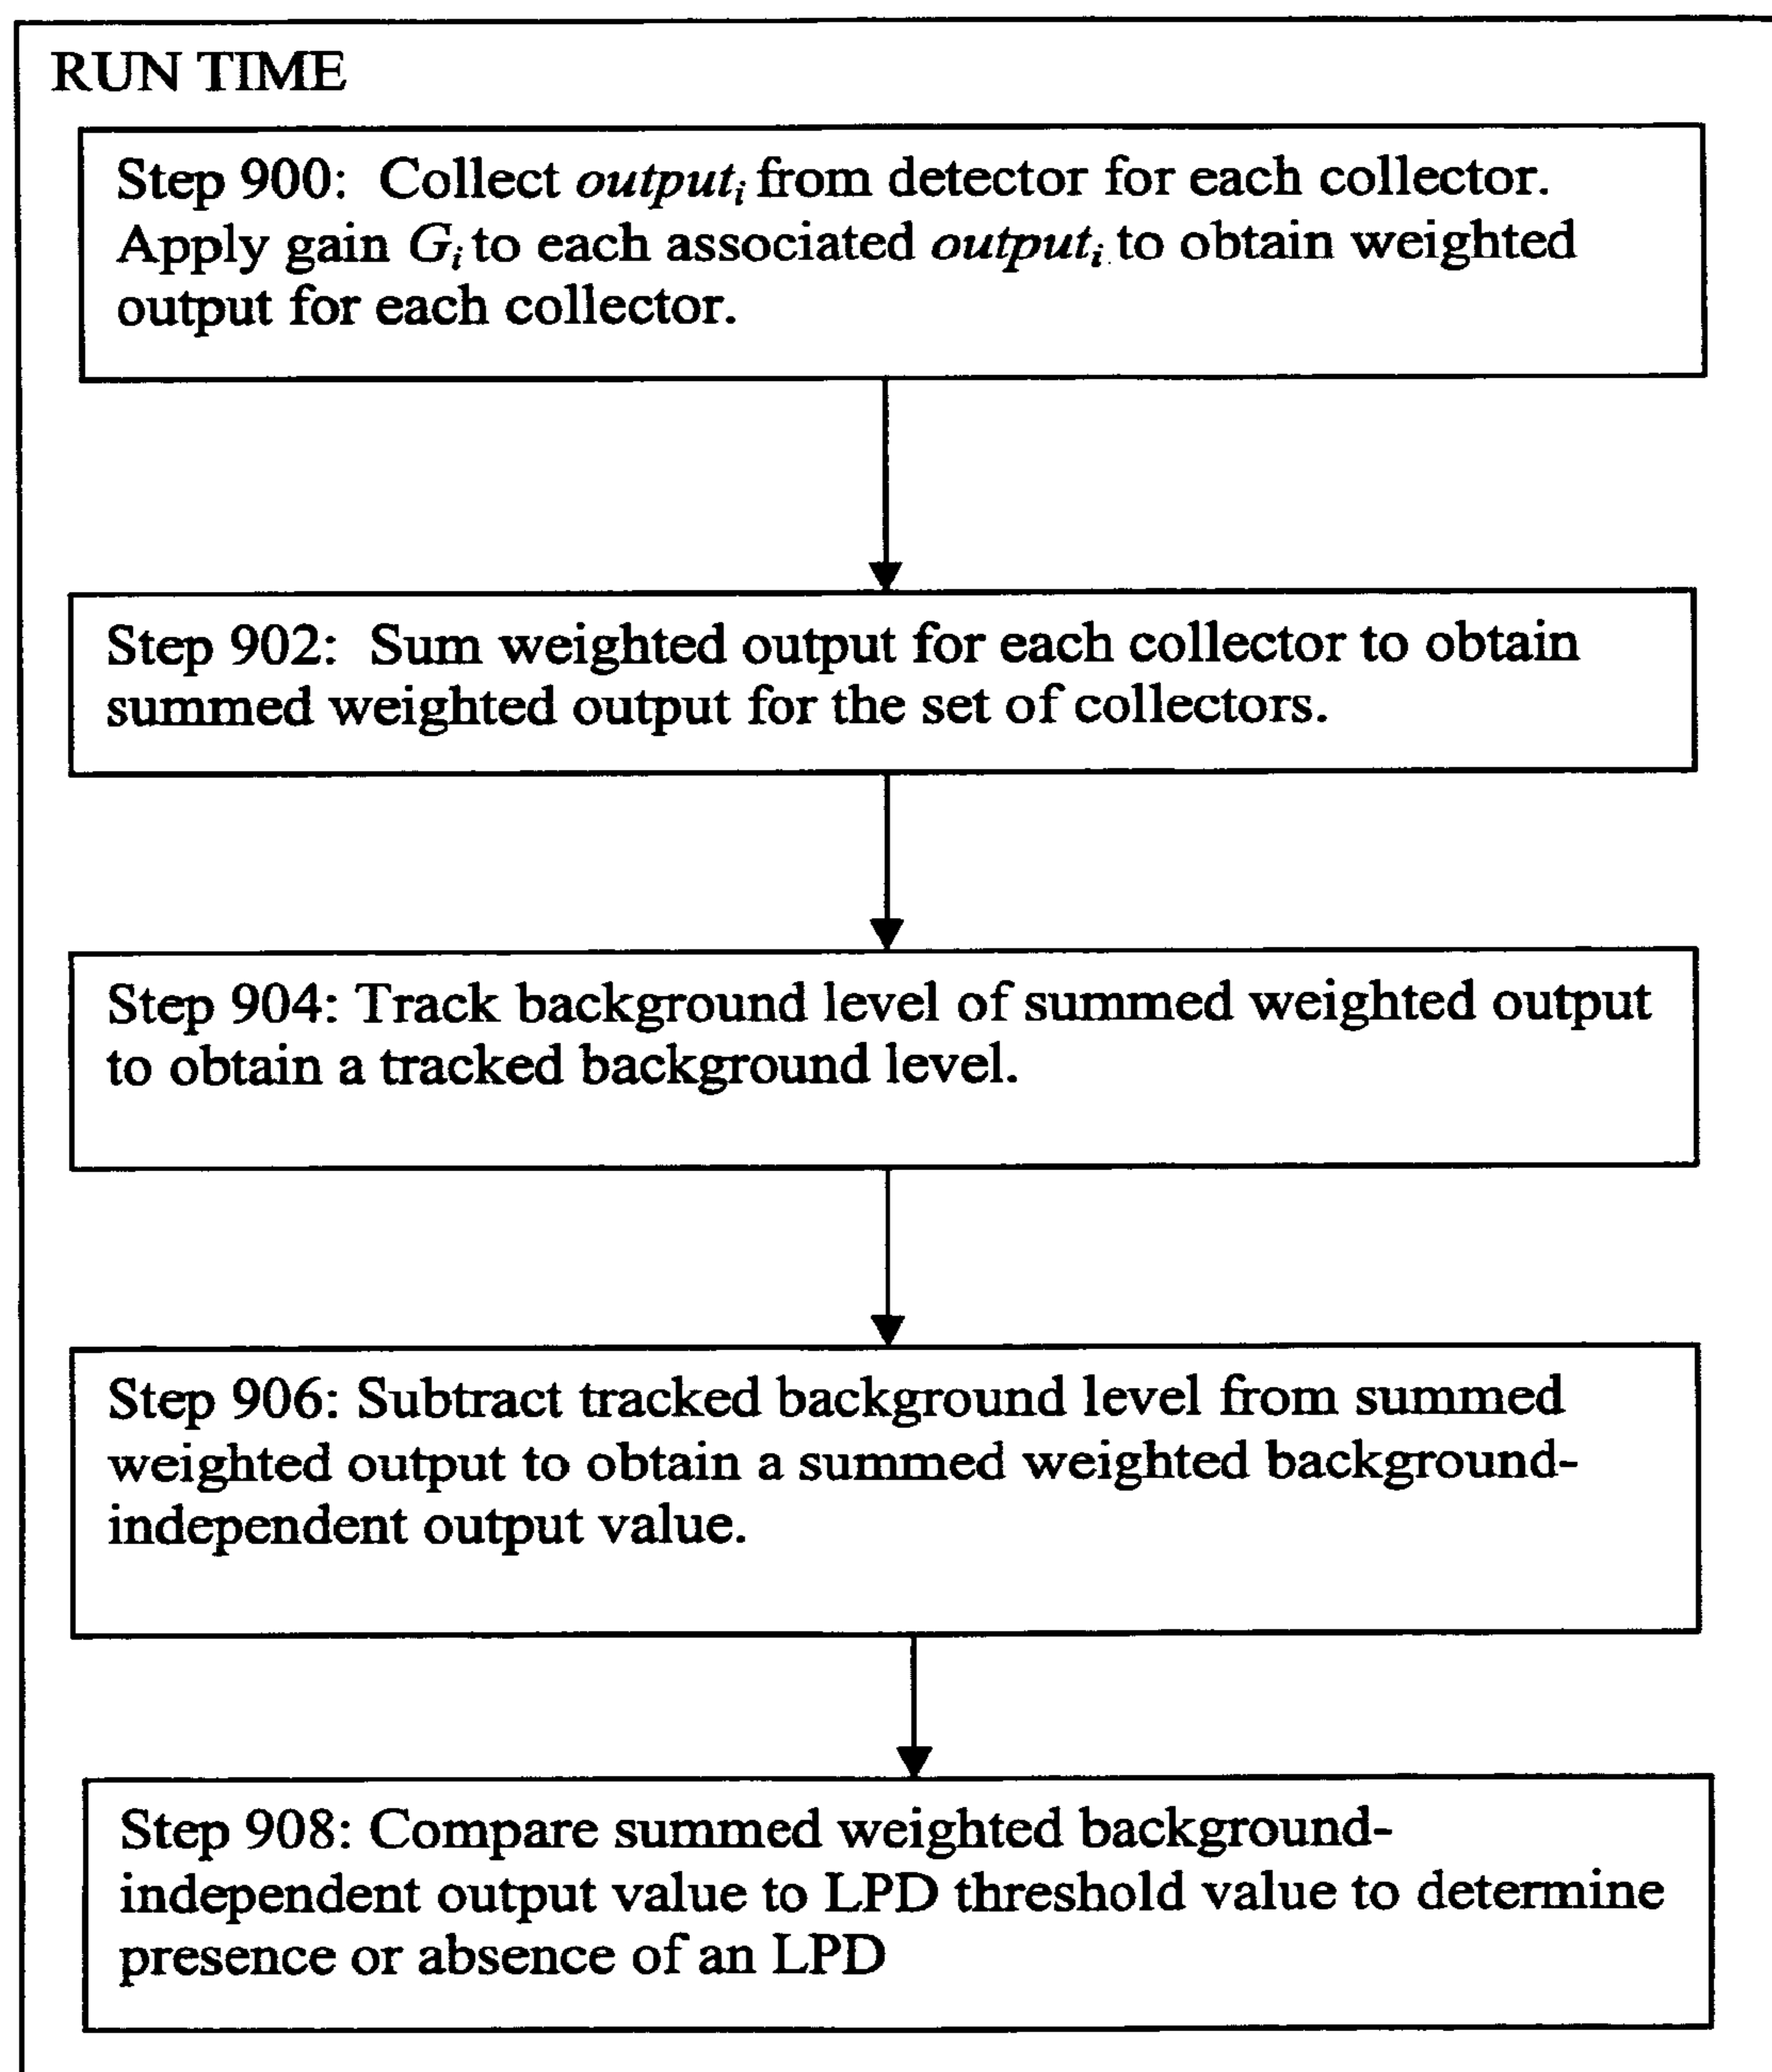 RUN TIME
Step 900: Collect output_i from detector for each collector.
Apply gain G_i to each associated output_i to obtain weighted
output for each collector.
Step 902: Sum weighted output for each collector to obtain
summed weighted output for the set of collectors.
Step 904: Track background level of summed weighted output
to obtain a tracked background level.
Step 906: Subtract tracked background level from summed
weighted output to obtain a summed weighted background-
independent output value.
Step 908: Compare summed weighted background-
independent output value to LPD threshold value to determine
presence or absence of an LPD